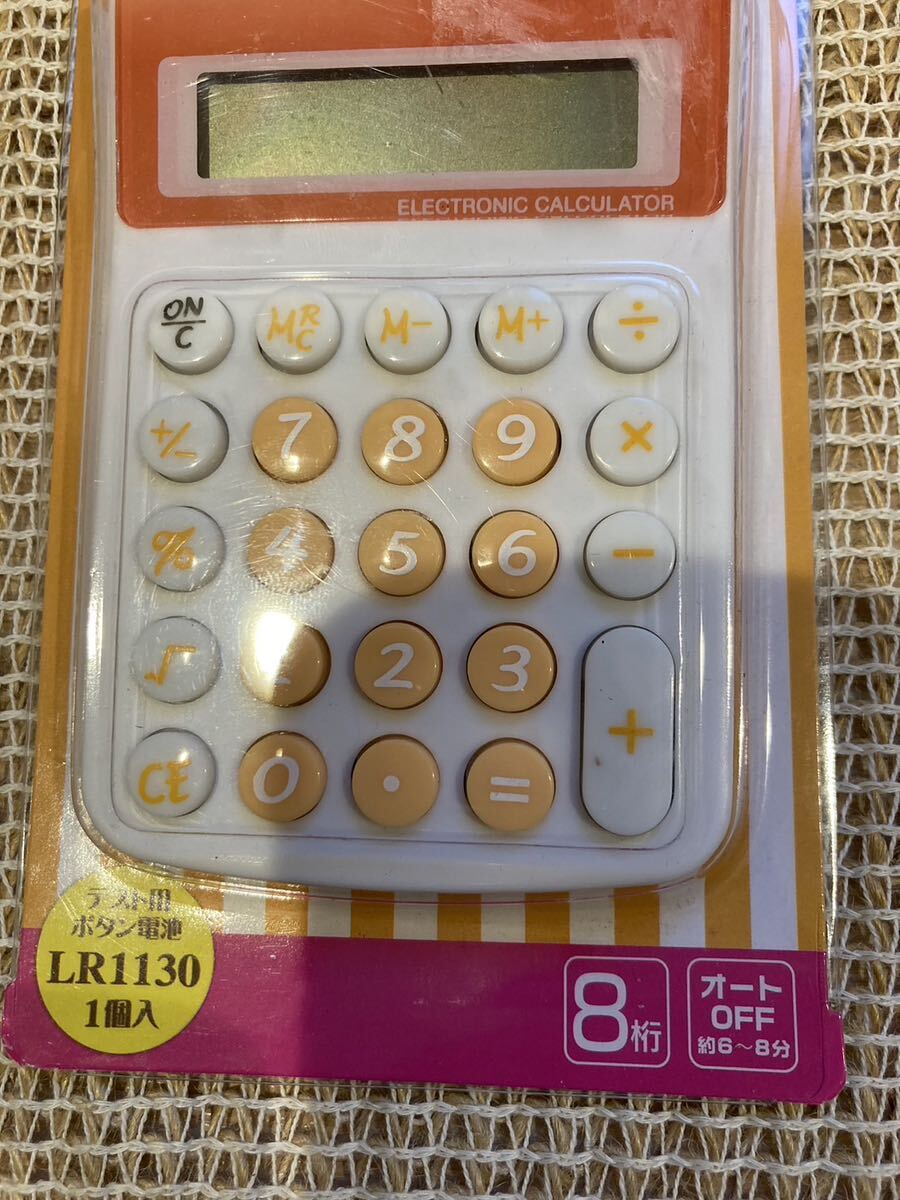 ELECTRONIC CALCULATOR
ON/C MRC M- M+ ÷
+/- 7 8 9 ×
% 4 5 6 −
√ 1 2 3
CE 0 . = +
テスト用
ボタン電池
LR1130
1個入
8桁
オート
OFF
約6~8分